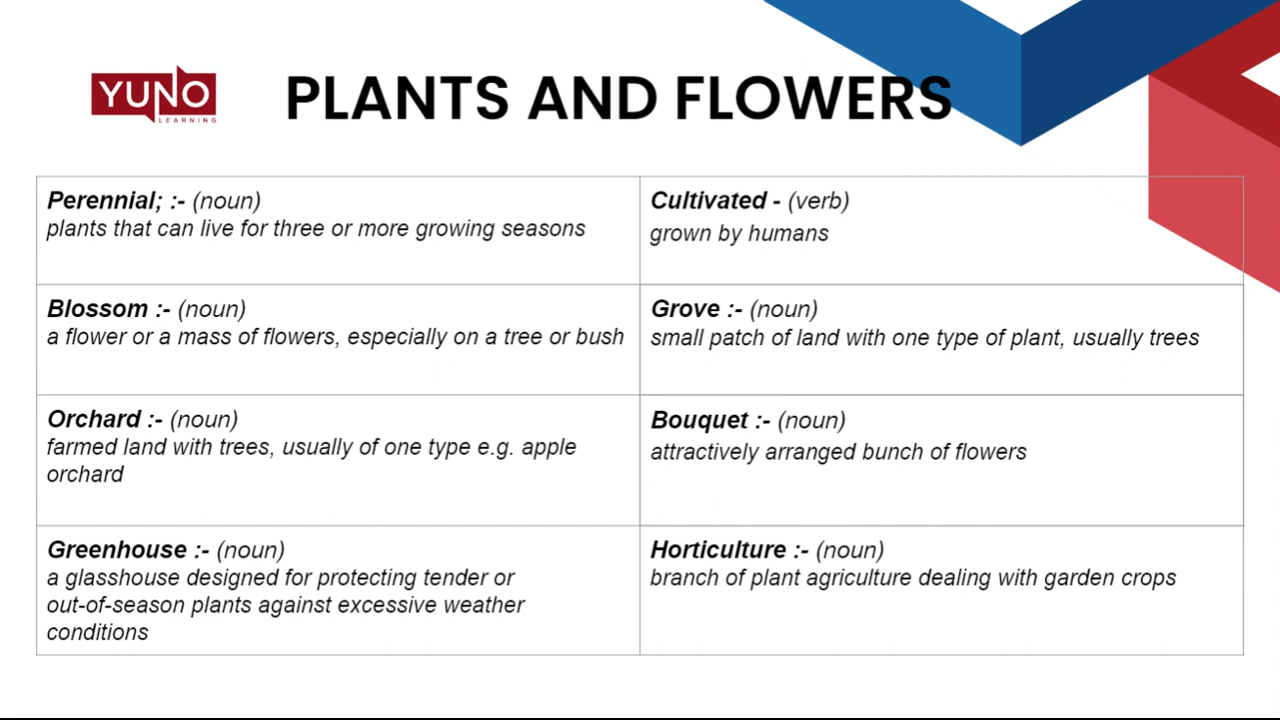 YUNO
LEARNING
PLANTS AND FLOWERS
Perennial; :- (noun)
plants that can live for three or more growing seasons
Cultivated - (verb)
grown by humans
Blossom :- (noun)
a flower or a mass of flowers, especially on a tree or bush
Grove :- (noun)
small patch of land with one type of plant, usually trees
Orchard :- (noun)
farmed land with trees, usually of one type e.g. apple
orchard
Bouquet :- (noun)
attractively arranged bunch of flowers
Greenhouse :- (noun)
a glasshouse designed for protecting tender or
out-of-season plants against excessive weather
conditions
Horticulture :- (noun)
branch of plant agriculture dealing with garden crops